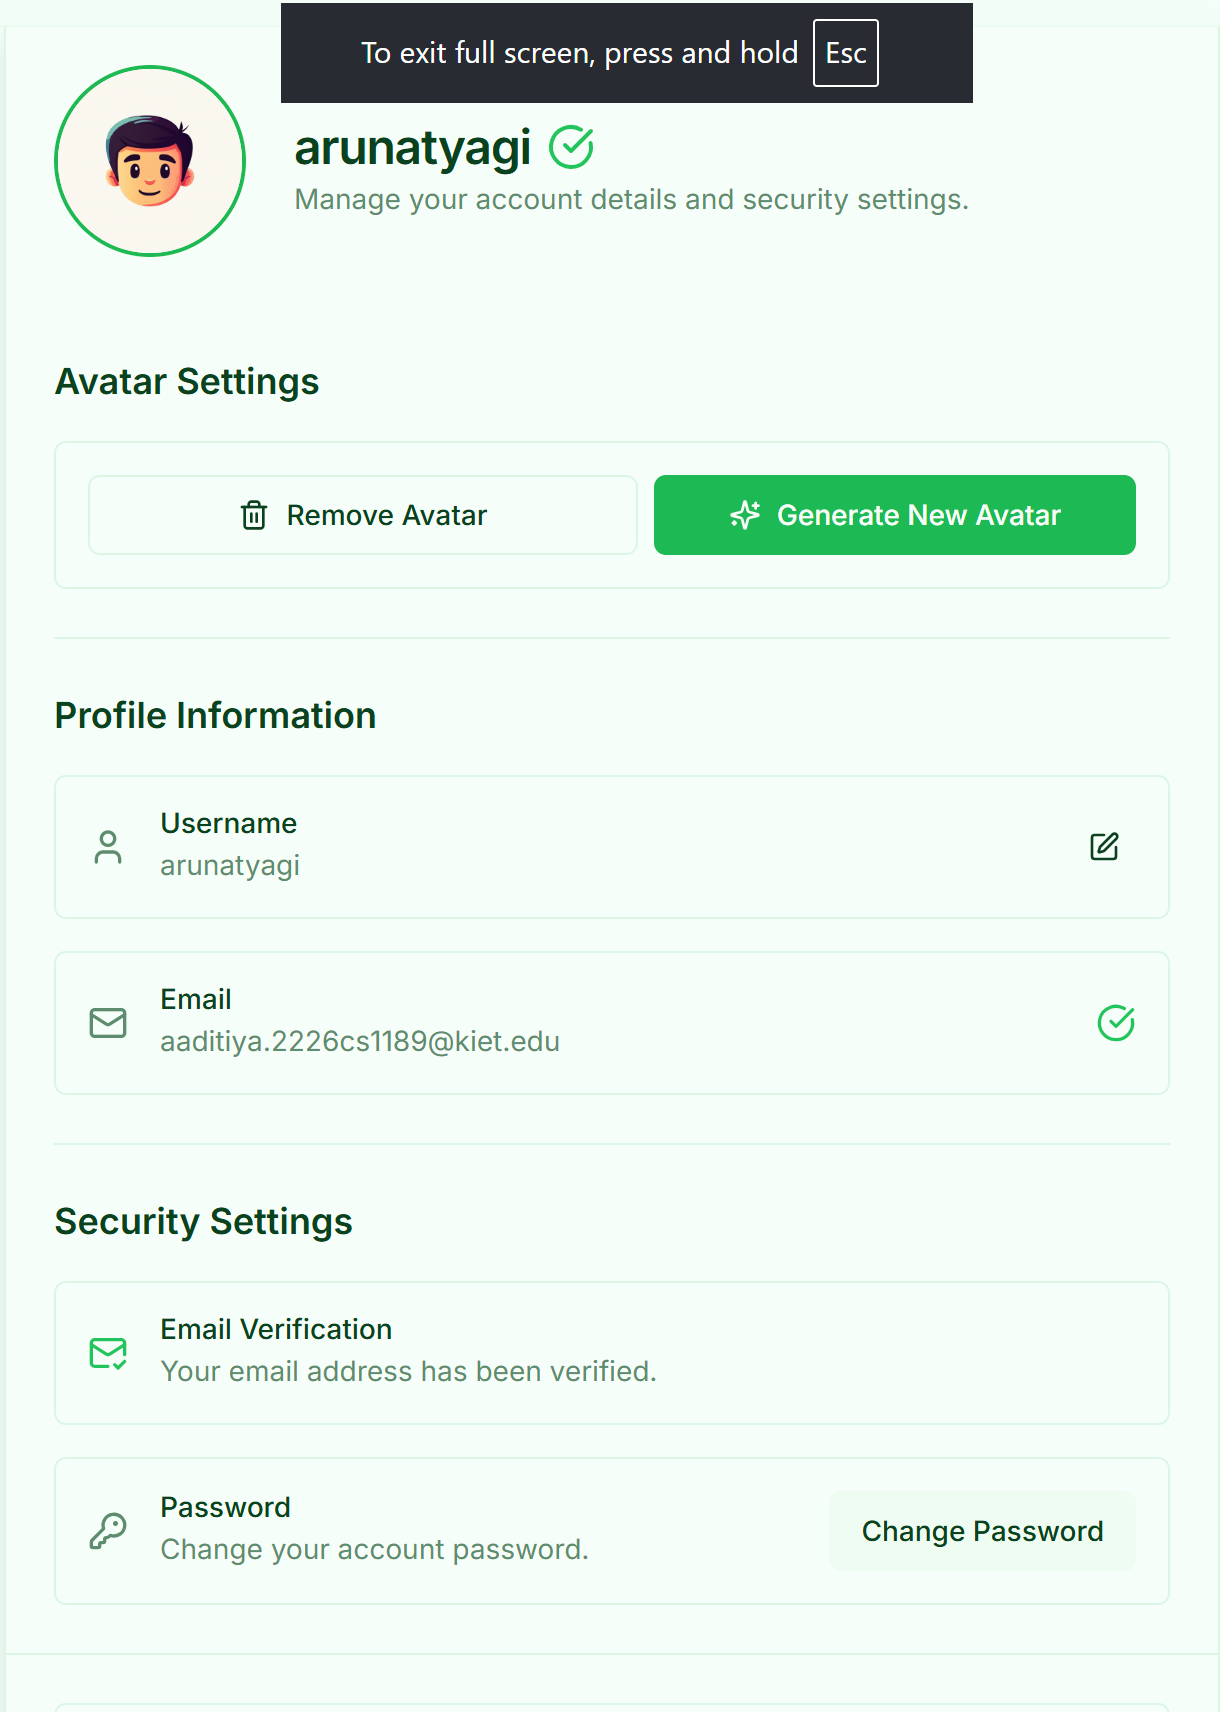 To exit full screen, press and hold Esc
arunatyagi
Manage your account details and security settings.
Avatar Settings
Remove Avatar
Generate New Avatar
Profile Information
Username
arunatyagi
Email
aaditiya.2226cs1189@kiet.edu
Security Settings
Email Verification
Your email address has been verified.
Password
Change your account password.
Change Password